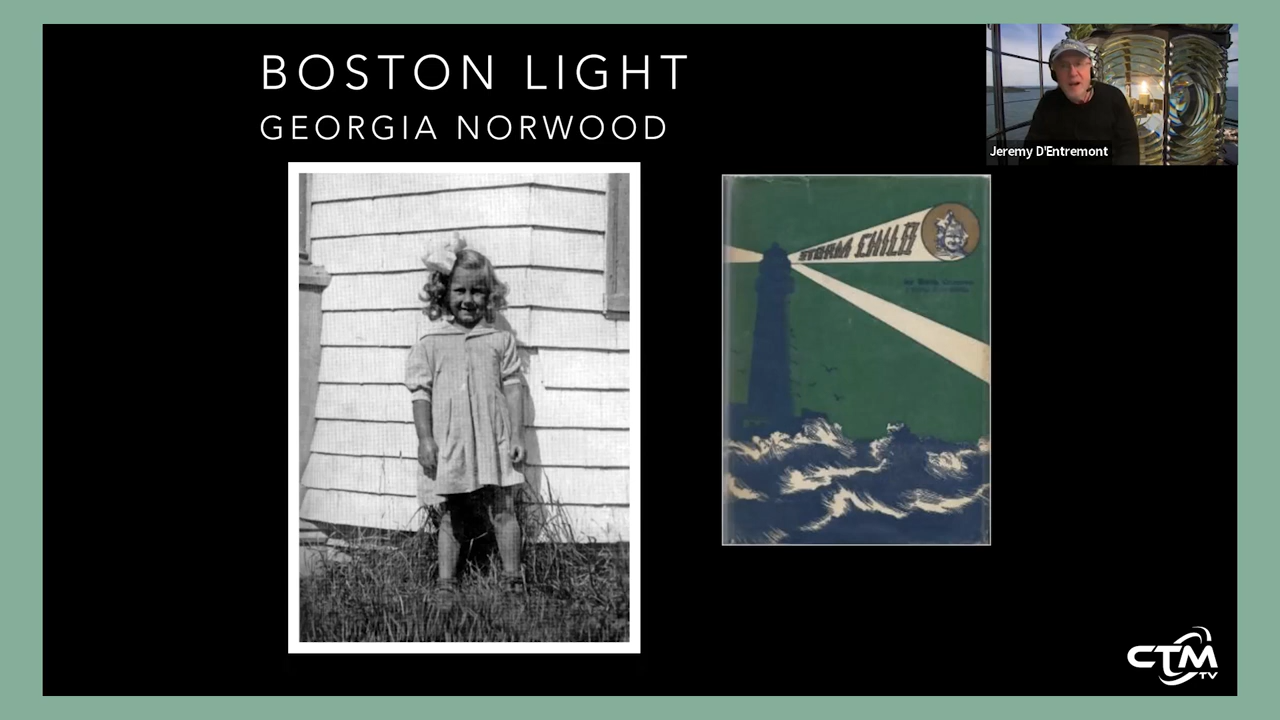 BOSTON LIGHT
GEORGIA NORWOOD
Jeremy D'Entremont
STORM CHILD
CTM
TV